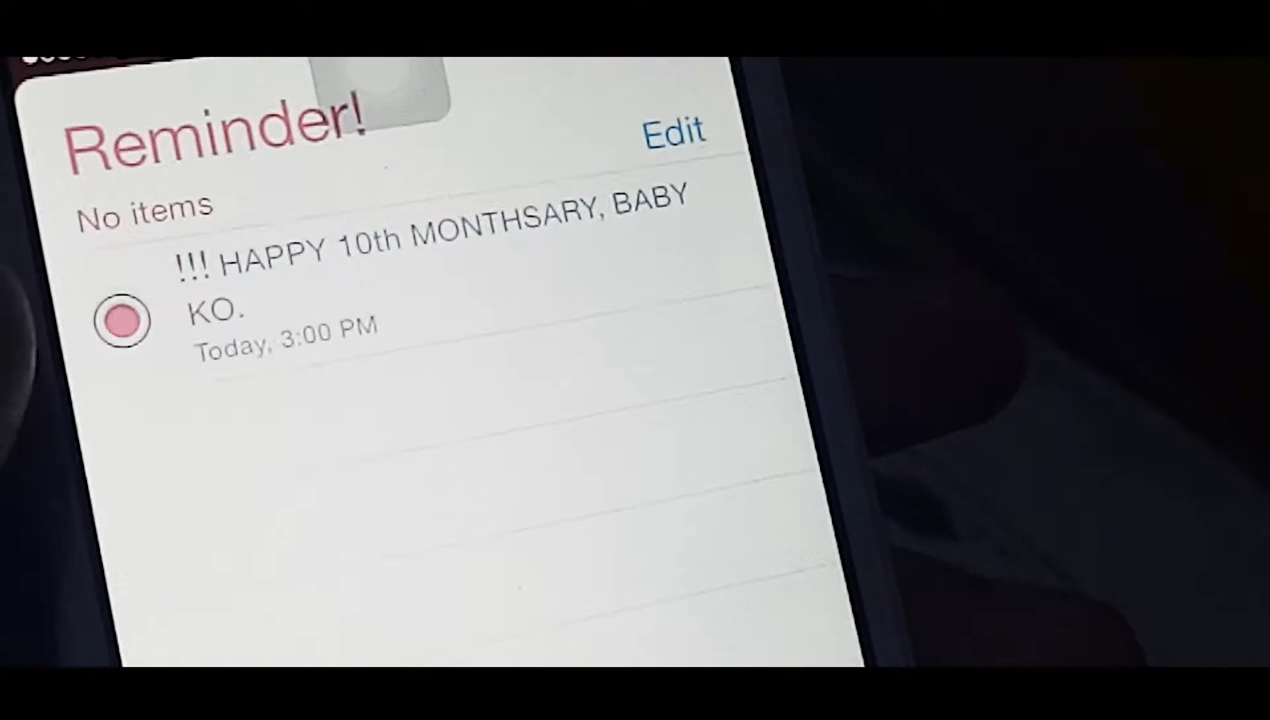 Reminder!
Edit
No items
!!! HAPPY 10th MONTHSARY, BABY
KO.
Today, 3:00 PM